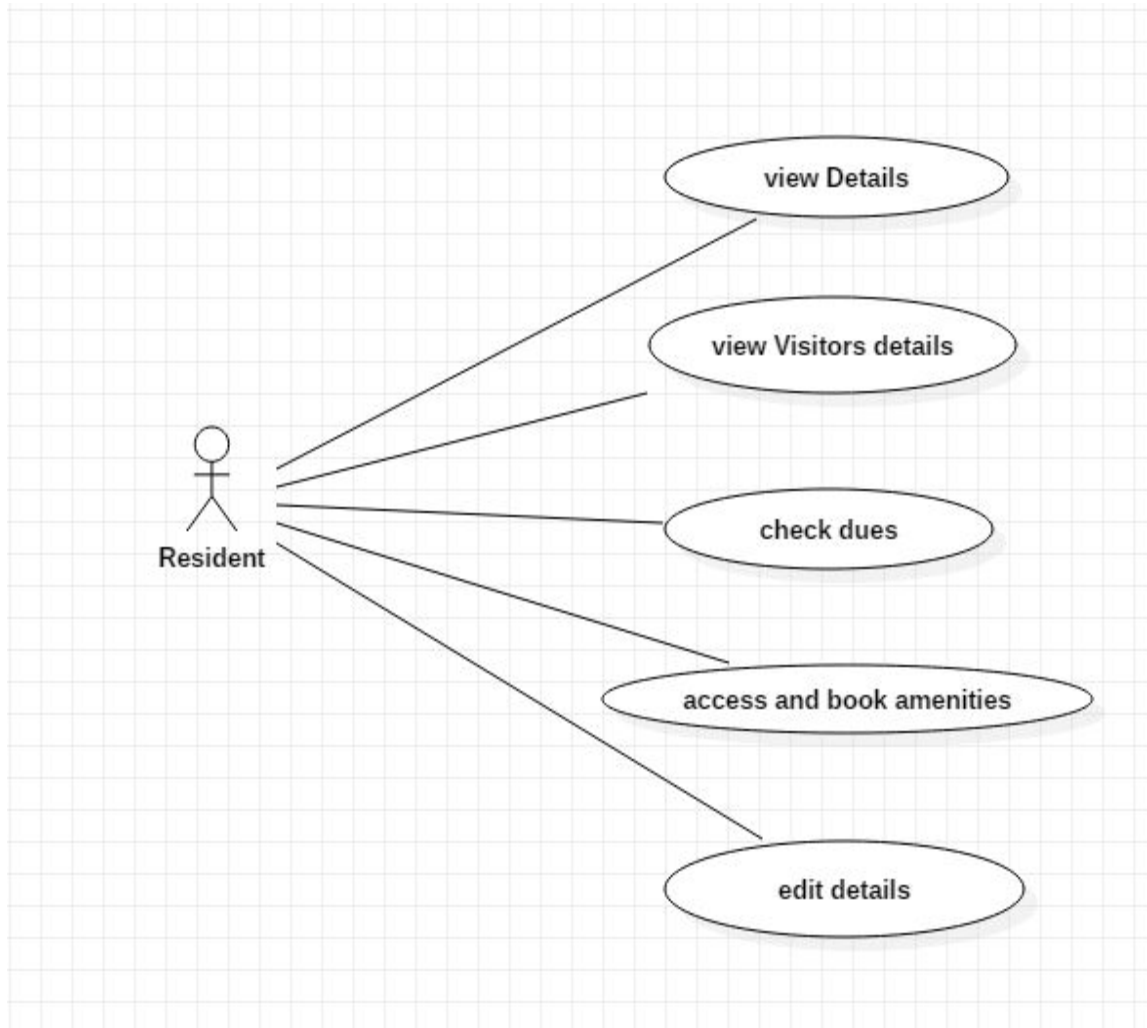 view Details
view Visitors details
Resident
check dues
access and book amenities
edit details